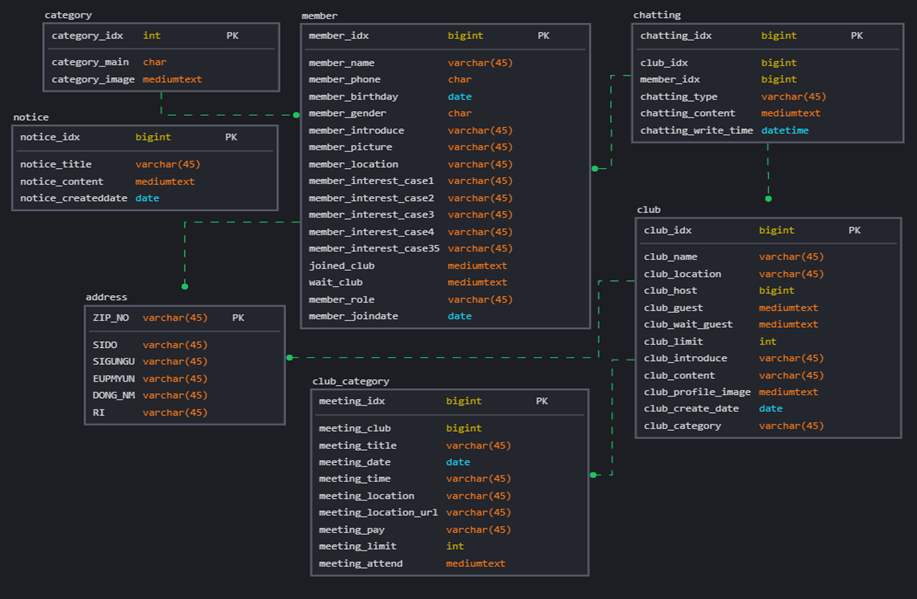 category
category_idx int PK
category_main char
category_image mediumtext
notice
notice_idx bigint PK
notice_title varchar(45)
notice_content mediumtext
notice_createddate date
member
member_idx bigint PK
member_name varchar(45)
member_phone char
member_birthday date
member_gender char
member_introduce varchar(45)
member_picture varchar(45)
member_location varchar(45)
member_interest_case1 varchar(45)
member_interest_case2 varchar(45)
member_interest_case3 varchar(45)
member_interest_case4 varchar(45)
member_interest_case35 varchar(45)
joined_club mediumtext
wait_club mediumtext
member_role varchar(45)
member_joindate date
chatting
chatting_idx bigint PK
club_idx bigint
member_idx bigint
chatting_type varchar(45)
chatting_content mediumtext
chatting_write_time datetime
club
club_idx bigint PK
club_name varchar(45)
club_location varchar(45)
club_host bigint
club_guest mediumtext
club_wait_guest mediumtext
club_limit int
club_introduce varchar(45)
club_content varchar(45)
club_profile_image mediumtext
club_create_date date
club_category varchar(45)
address
ZIP_NO varchar(45) PK
SIDO varchar(45)
SIGUNGU varchar(45)
EUPMYUN varchar(45)
DONG_NM varchar(45)
RI varchar(45)
club_category
meeting_idx bigint PK
meeting_club bigint
meeting_title varchar(45)
meeting_date date
meeting_time varchar(45)
meeting_location varchar(45)
meeting_location_url varchar(45)
meeting_pay varchar(45)
meeting_limit int
meeting_attend mediumtext